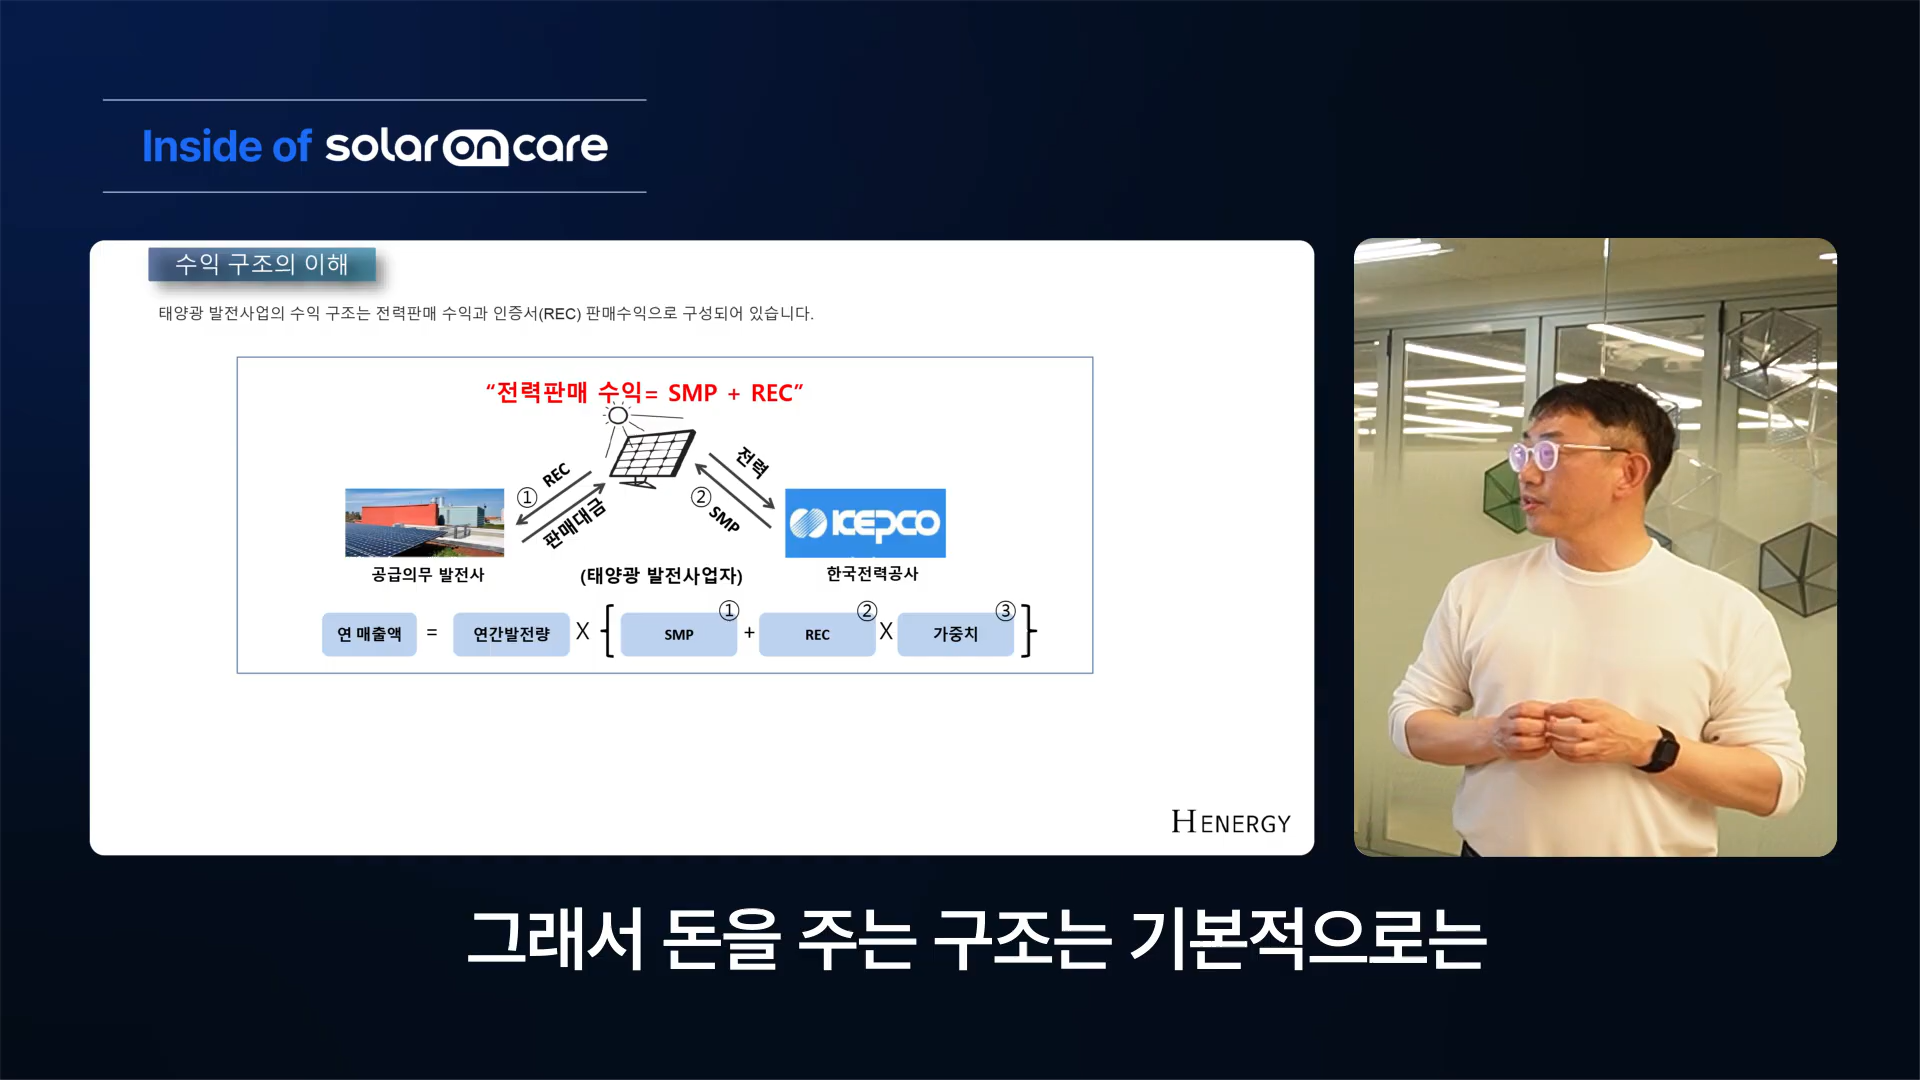 Inside of solaroncare
수익 구조의 이해
태양광 발전사업의 수익 구조는 전력판매 수익과 인증서(REC) 판매수익으로 구성되어 있습니다.
“전력판매 수익= SMP + REC”
① REC
판매대금
전력
② SMP
KEPCO
공급의무 발전사
(태양광 발전사업자)
한국전력공사
연 매출액 = 연간발전량 X { SMP ① + REC ② X 가중치 ③ }
H ENERGY
그래서 돈을 주는 구조는 기본적으로는